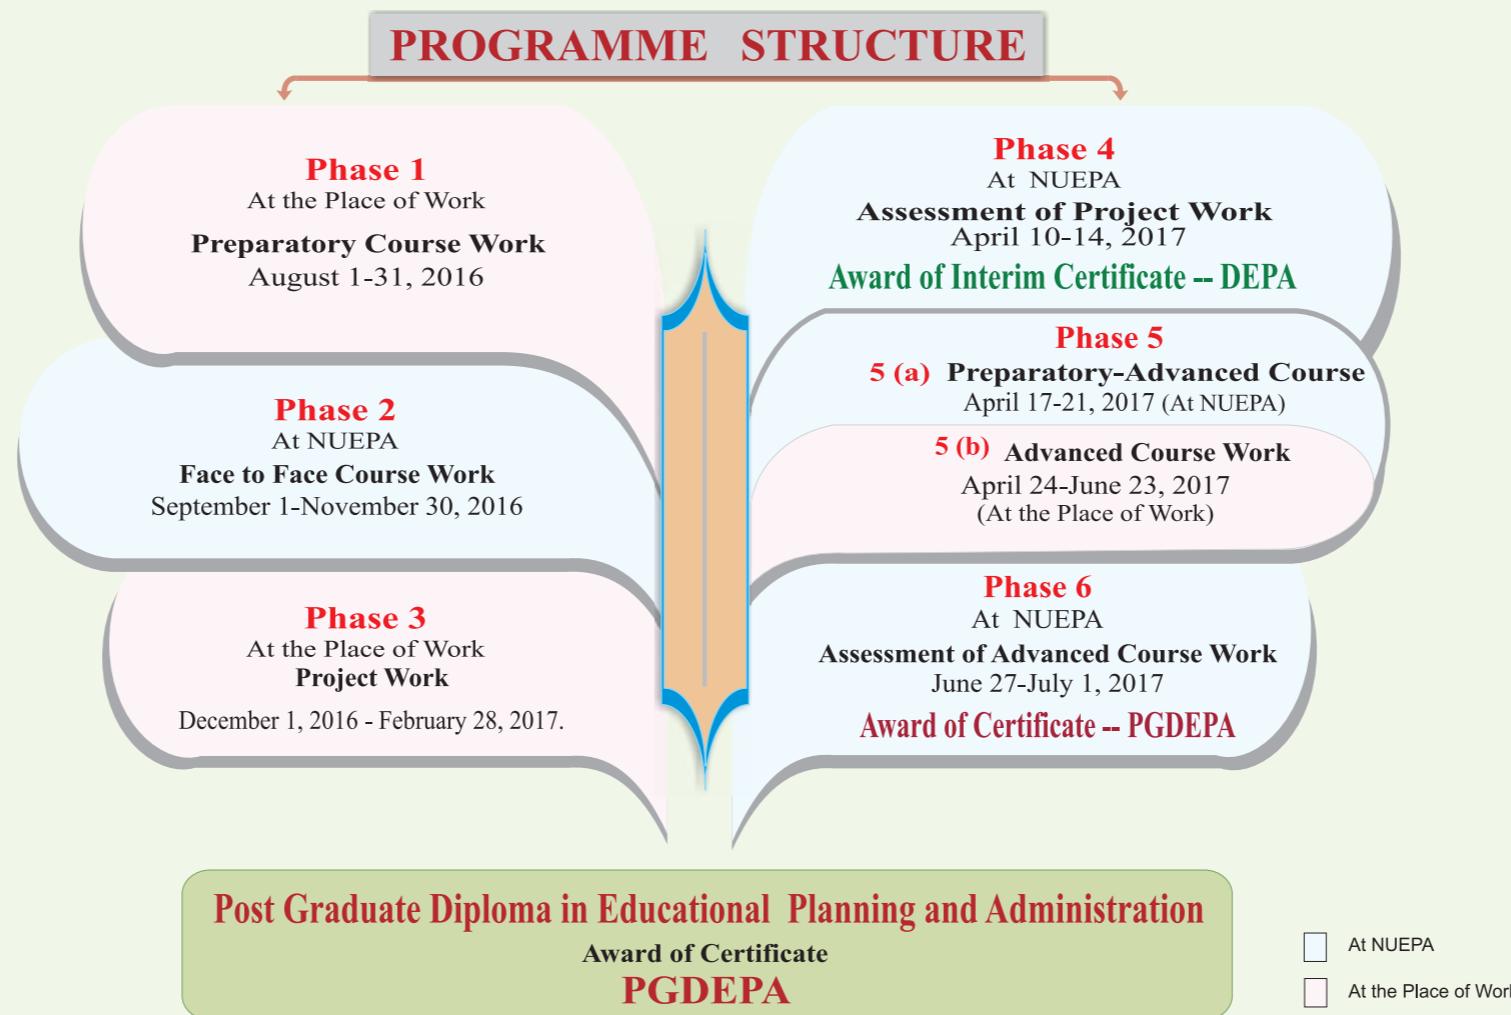 PROGRAMME STRUCTURE
Phase 1
At the Place of Work
Preparatory Course Work
August 1-31, 2016
Phase 2
At NUEPA
Face to Face Course Work
September 1-November 30, 2016
Phase 3
At the Place of Work
Project Work
December 1, 2016 - February 28, 2017.
Phase 4
At NUEPA
Assessment of Project Work
April 10-14, 2017
Award of Interim Certificate -- DEPA
Phase 5
5 (a) Preparatory-Advanced Course
April 17-21, 2017 (At NUEPA)
5 (b) Advanced Course Work
April 24-June 23, 2017
(At the Place of Work)
Phase 6
At NUEPA
Assessment of Advanced Course Work
June 27-July 1, 2017
Award of Certificate -- PGDEPA
Post Graduate Diploma in Educational Planning and Administration
Award of Certificate
PGDEPA
At NUEPA
At the Place of Work